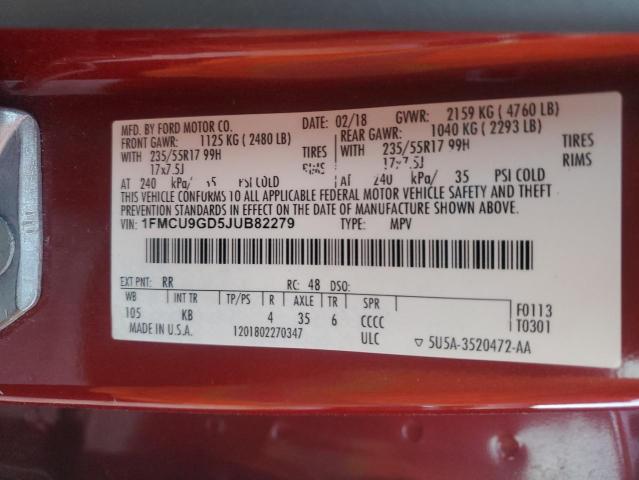 MFD. BY FORD MOTOR CO. DATE: 02/18 GVWR: 2159 KG ( 4760 LB)
FRONT GAWR: 1125 KG ( 2480 LB) REAR GAWR: 1040 KG ( 2293 LB)
WITH 235/55R17 99H TIRES WITH 235/55R17 99H TIRES
17x7.5J RIMS 17x7.5J RIMS
AT 240 kPa/ 35 PSI COLD AT 240 kPa/ 35 PSI COLD
THIS VEHICLE CONFORMS TO ALL APPLICABLE FEDERAL MOTOR VEHICLE SAFETY AND THEFT
PREVENTION STANDARDS IN EFFECT ON THE DATE OF MANUFACTURE SHOWN ABOVE.
VIN: 1FMCU9GD5JUB82279 TYPE: MPV
EXT PNT: RR RC: 48 DSO:
WB INT TR TP/PS R AXLE TR SPR F0113
105 KB 4 35 6 CCCC T0301
MADE IN U.S.A. 1201802270347 ULC ▽ 5U5A-3520472-AA